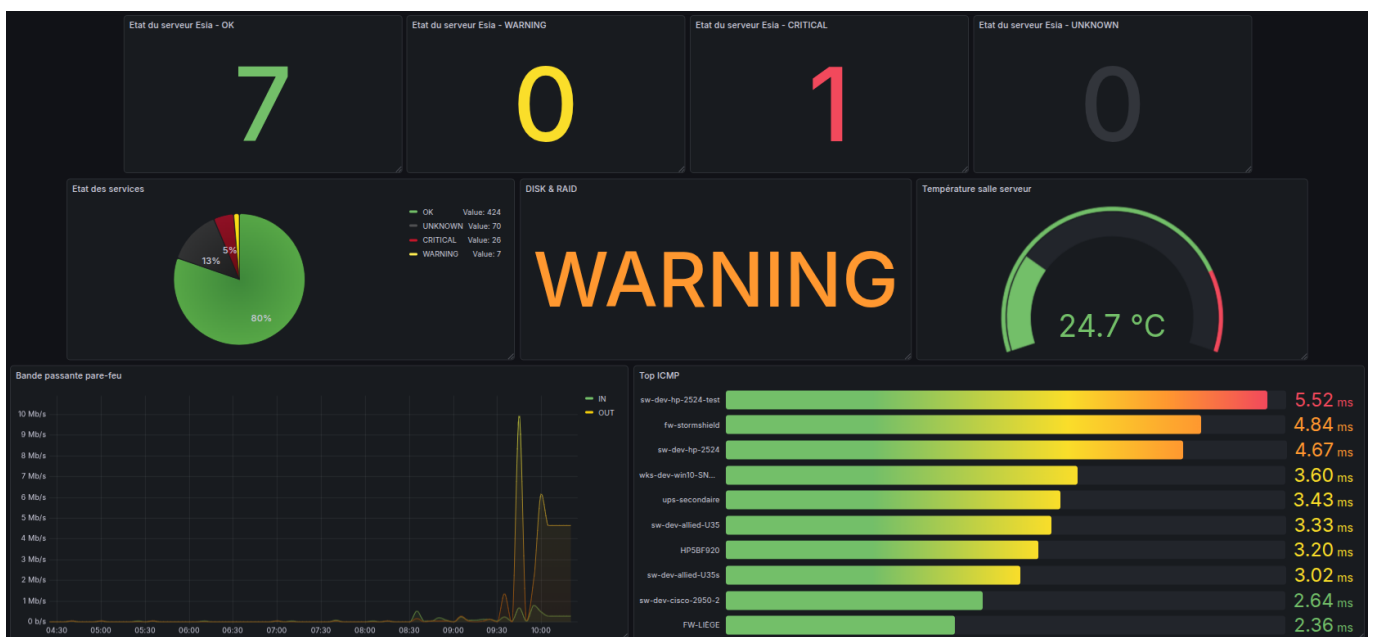 Etat du serveur Esia - OK
Etat du serveur Esia - WARNING
Etat du serveur Esia - CRITICAL
Etat du serveur Esia - UNKNOWN
7
0
1
0
Etat des services
OK Value: 424
UNKNOWN Value: 70
CRITICAL Value: 26
WARNING Value: 7
5%
13%
80%
DISK & RAID
WARNING
Température salle serveur
24.7 °C
Bande passante pare-feu
IN
OUT
10 Mb/s
9 Mb/s
8 Mb/s
7 Mb/s
6 Mb/s
5 Mb/s
4 Mb/s
3 Mb/s
2 Mb/s
1 Mb/s
0 b/s
04:30 05:00 05:30 06:00 06:30 07:00 07:30 08:00 08:30 09:00 09:30 10:00
Top ICMP
sw-dev-hp-2524-test 5.52 ms
fw-stormshield 4.84 ms
sw-dev-hp-2524 4.67 ms
wks-dev-win10-SN... 3.60 ms
ups-secondaire 3.43 ms
sw-dev-allied-U35 3.33 ms
HP5BF920 3.20 ms
sw-dev-allied-U35s 3.02 ms
sw-dev-cisco-2950-2 2.64 ms
FW-LIEGE 2.36 ms